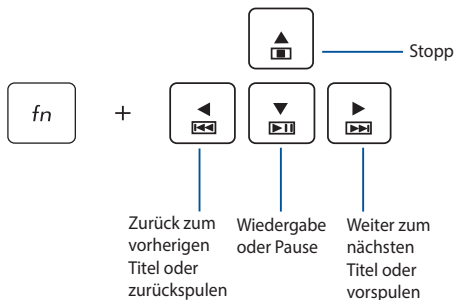 Stopp
fn
+
Zurück zum
vorherigen
Titel oder
zurückspulen
Wiedergabe
oder Pause
Weiter zum
nächsten
Titel oder
vorspulen